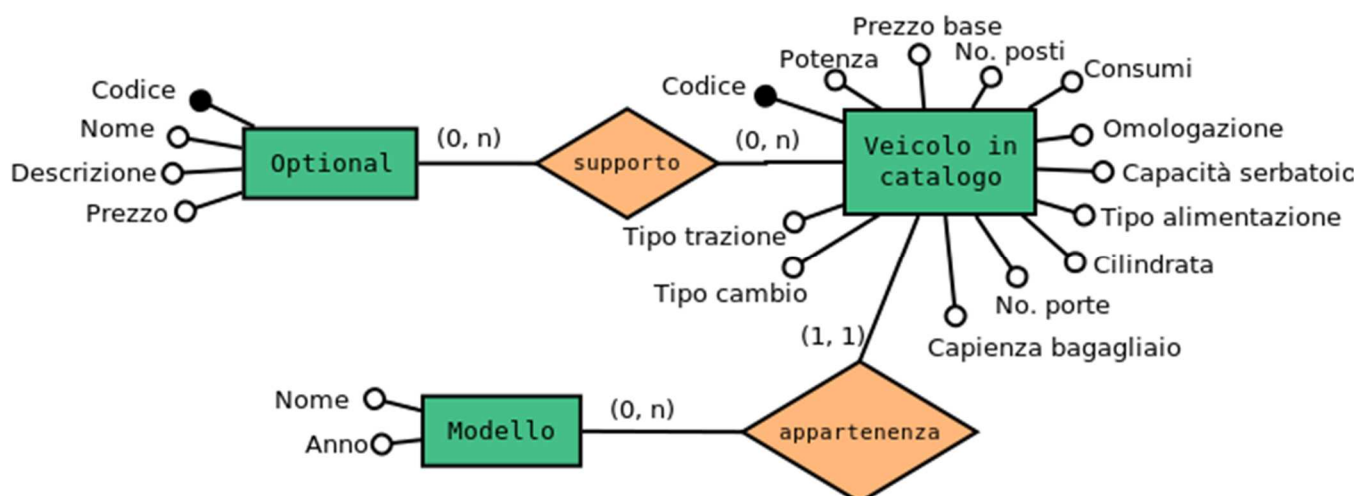 Prezzo base
Potenza
No. posti
Consumi
Codice
Codice
Nome
Descrizione
Prezzo
Optional
(0, n)
supporto
(0, n)
Veicolo in
catalogo
Omologazione
Capacità serbatoio
Tipo alimentazione
Cilindrata
No. porte
Capienza bagagliaio
Tipo trazione
Tipo cambio
(1, 1)
Nome
Anno
Modello
(0, n)
appartenenza